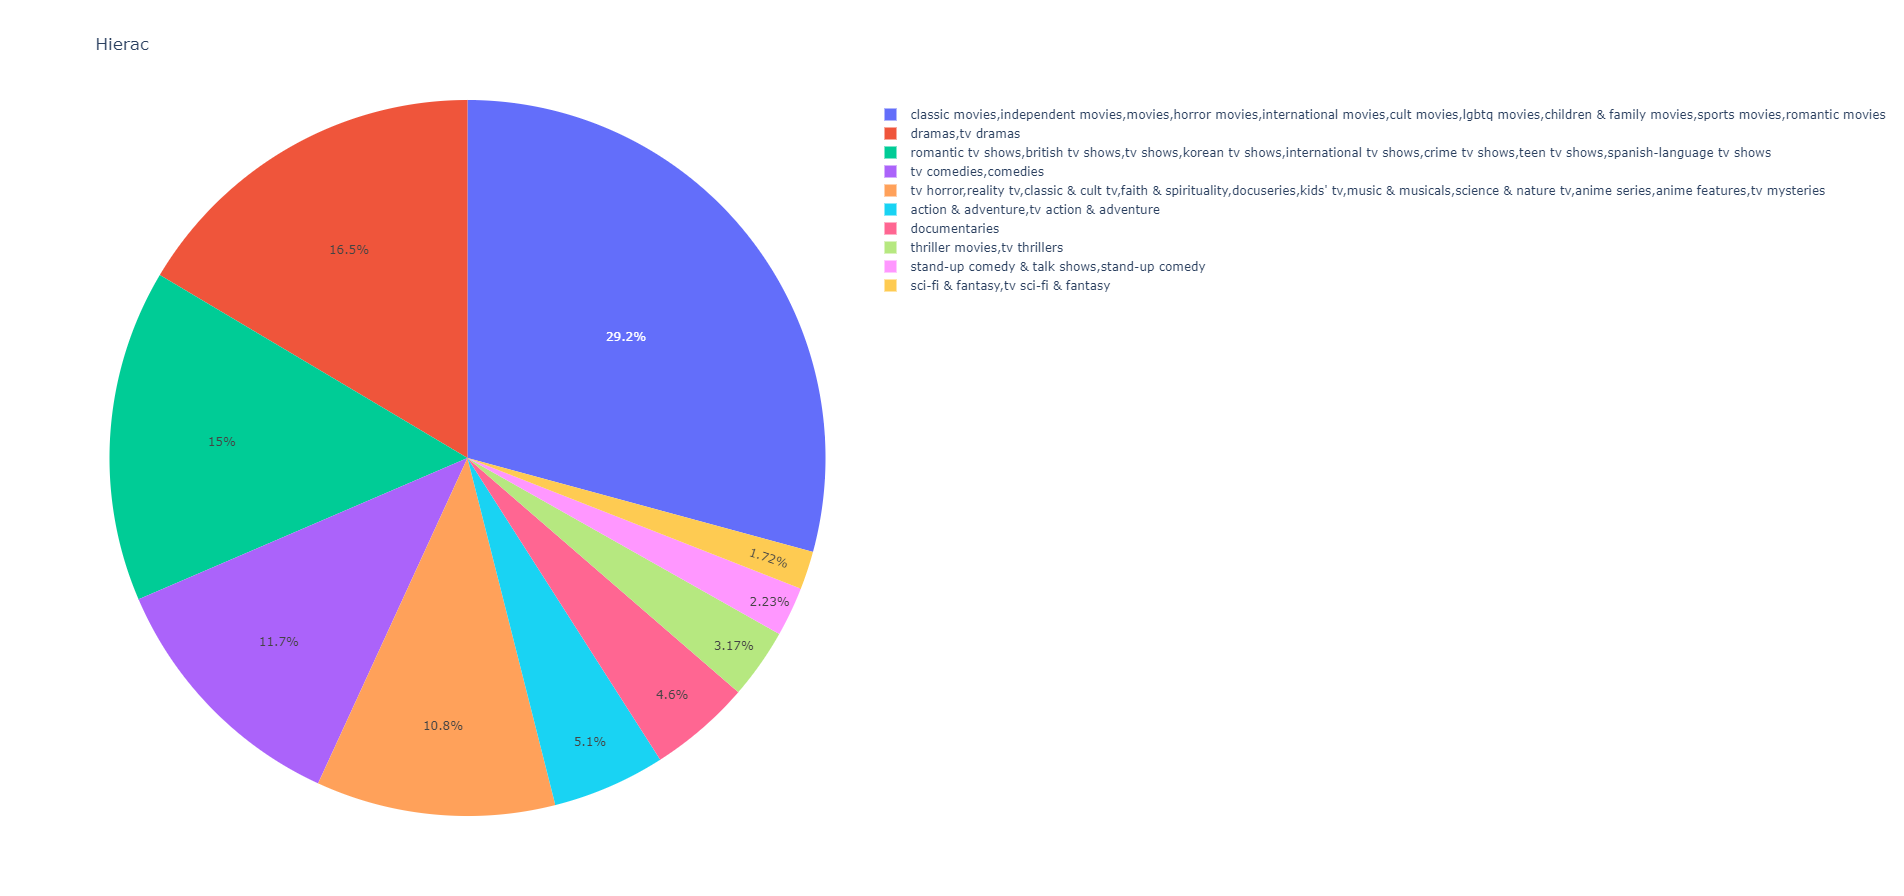 Hierac
classic movies,independent movies,movies,horror movies,international movies,cult movies,lgbtq movies,children & family movies,sports movies,romantic movies
dramas,tv dramas
romantic tv shows,british tv shows,tv shows,korean tv shows,international tv shows,crime tv shows,teen tv shows,spanish-language tv shows
tv comedies,comedies
tv horror,reality tv,classic & cult tv,faith & spirituality,docuseries,kids' tv,music & musicals,science & nature tv,anime series,anime features,tv mysteries
action & adventure,tv action & adventure
documentaries
thriller movies,tv thrillers
stand-up comedy & talk shows,stand-up comedy
sci-fi & fantasy,tv sci-fi & fantasy
16.5%
29.2%
15%
1.72%
2.23%
11.7%
3.17%
4.6%
10.8%
5.1%